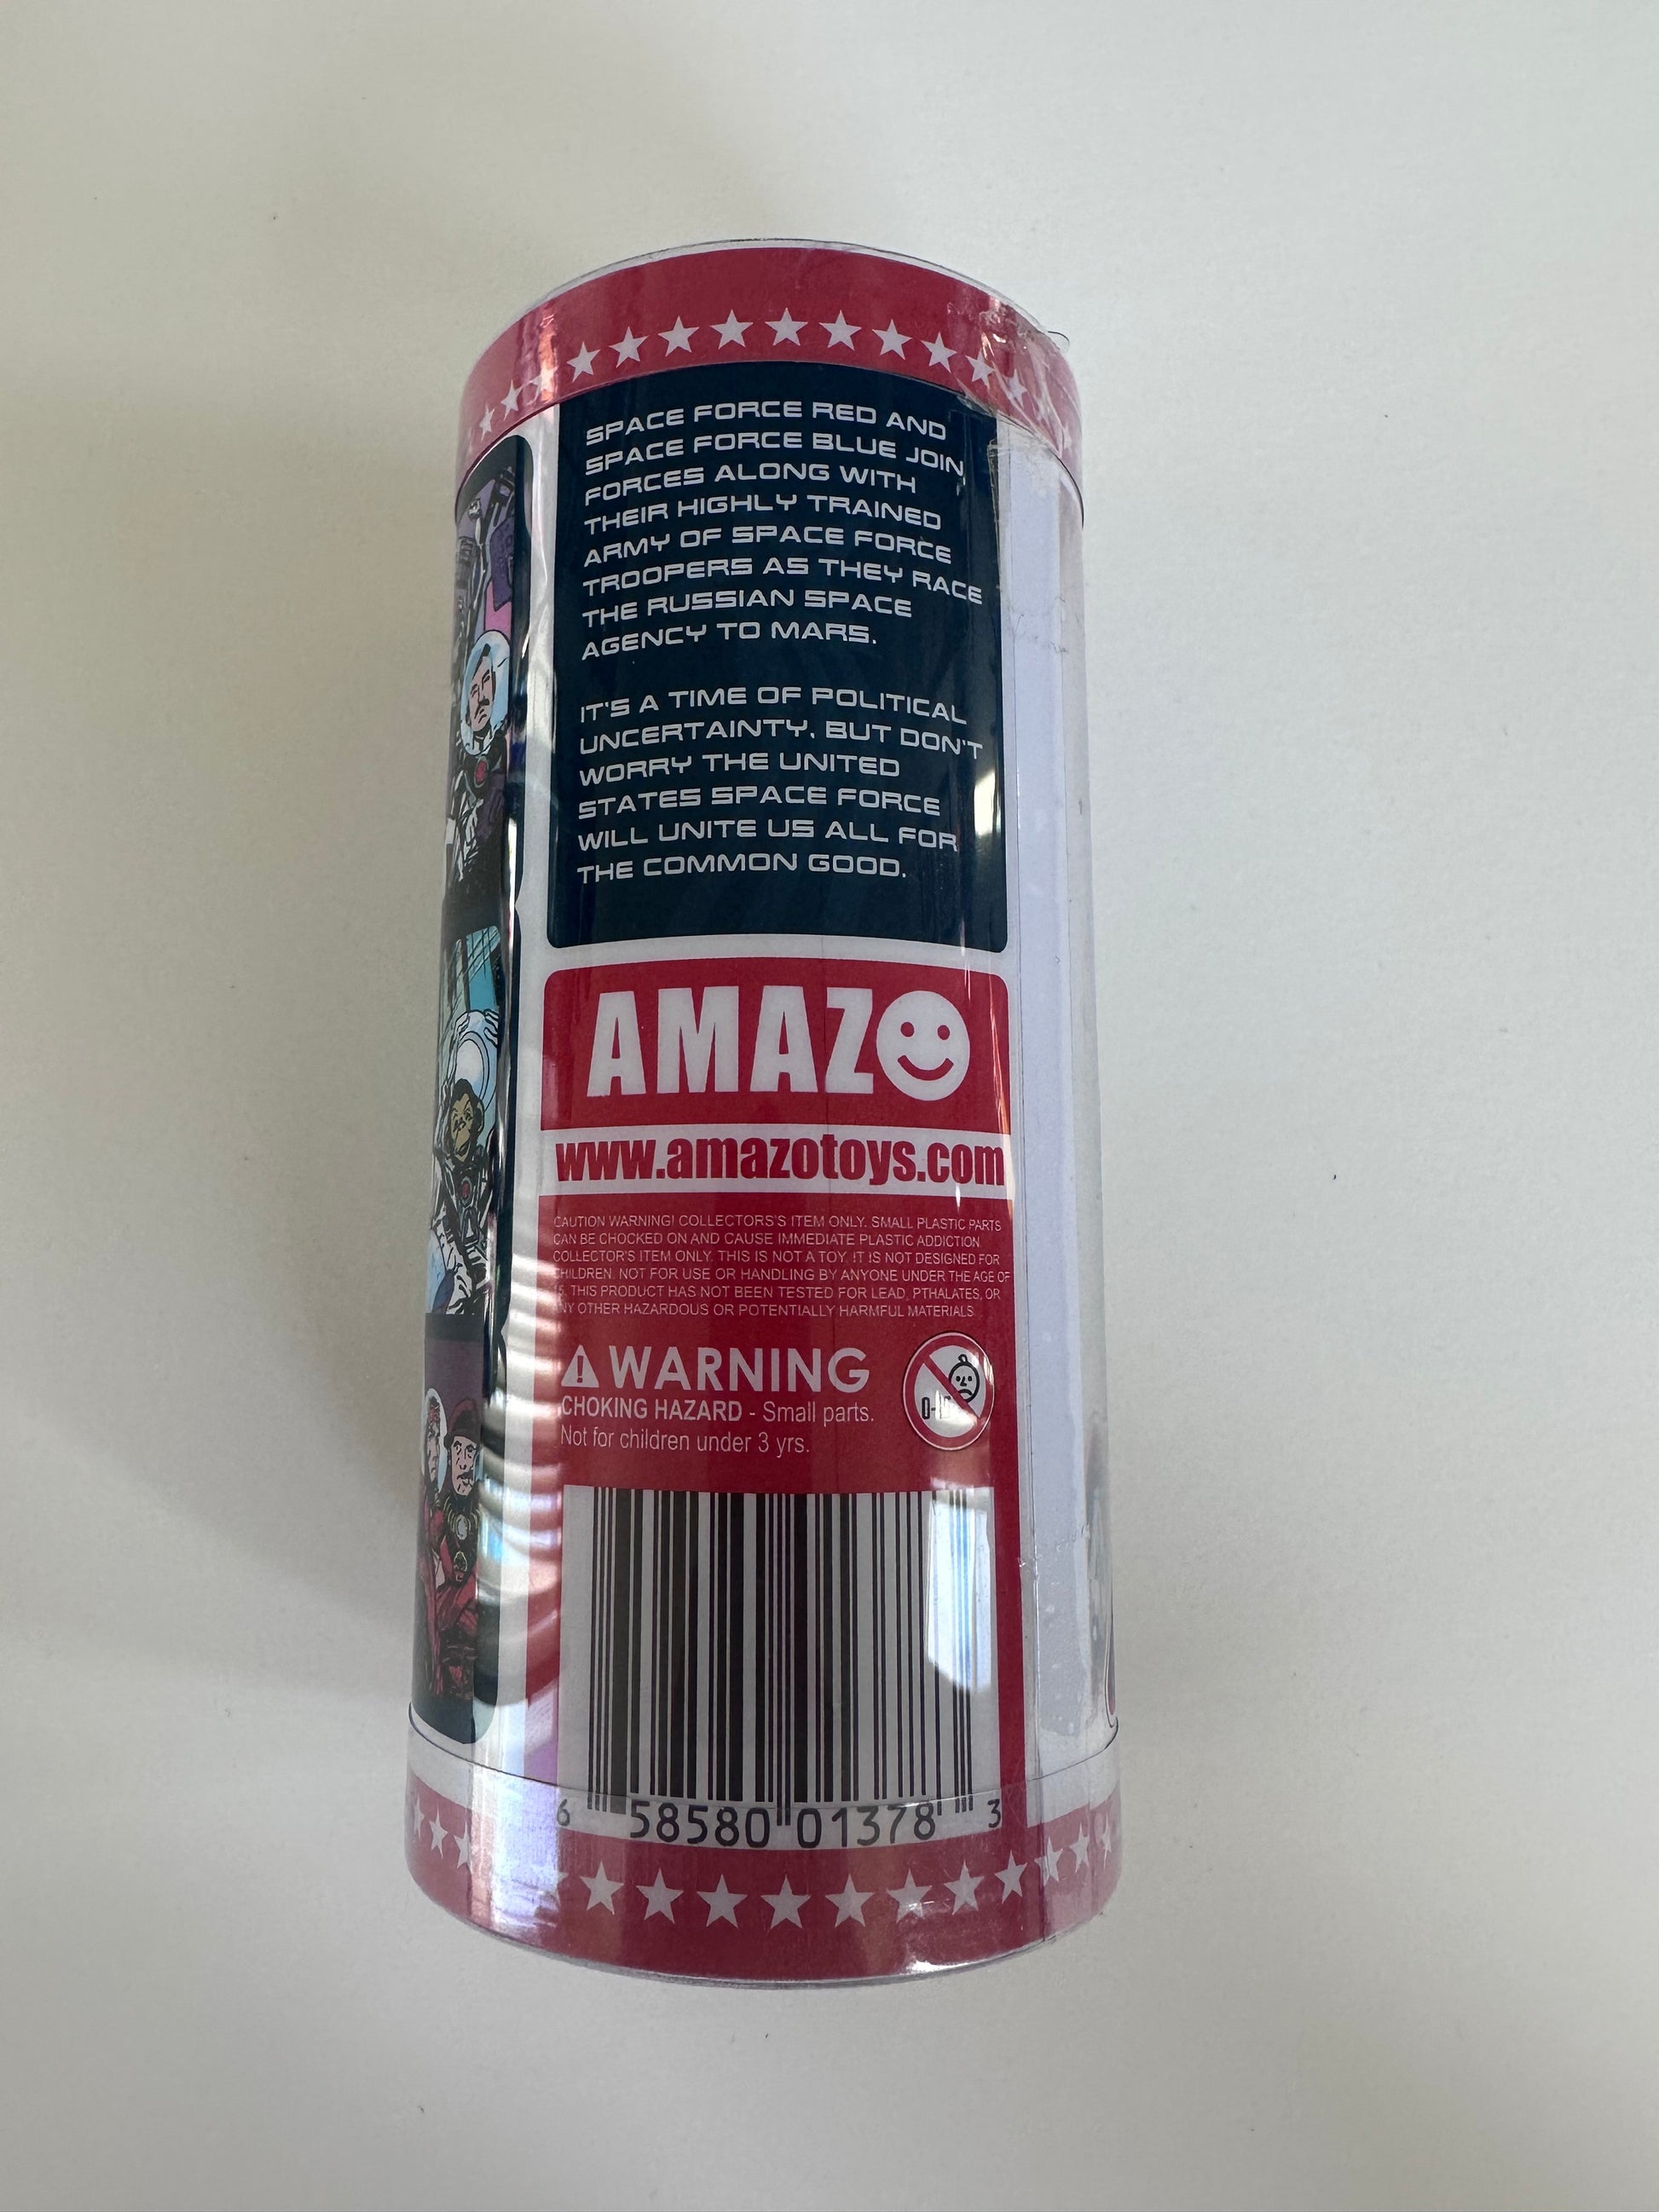 SPACE FORCE RED AND
SPACE FORCE BLUE JOIN
FORCES ALONG WITH
THEIR HIGHLY TRAINED
ARMY OF SPACE FORCE
TROOPERS AS THEY RACE
THE RUSSIAN SPACE
AGENCY TO MARS.
IT'S A TIME OF POLITICAL
UNCERTAINTY, BUT DON'T
WORRY THE UNITED
STATES SPACE FORCE
WILL UNITE US ALL FOR
THE COMMON GOOD.
AMAZO
www.amazotoys.com
CAUTION WARNING! COLLECTORS'S ITEM ONLY. SMALL PLASTIC PARTS
CAN BE CHOCKED ON AND CAUSE IMMEDIATE PLASTIC ADDICTION
COLLECTOR'S ITEM ONLY. THIS IS NOT A TOY. IT IS NOT DESIGNED FOR
CHILDREN. NOT FOR USE OR HANDLING BY ANYONE UNDER THE AGE OF
THIS PRODUCT HAS NOT BEEN TESTED FOR LEAD, PTHALATES, OR
ANY OTHER HAZARDOUS OR POTENTIALLY HARMFUL MATERIALS
WARNING
CHOKING HAZARD - Small parts.
Not for children under 3 yrs.
6 58580 01378 3